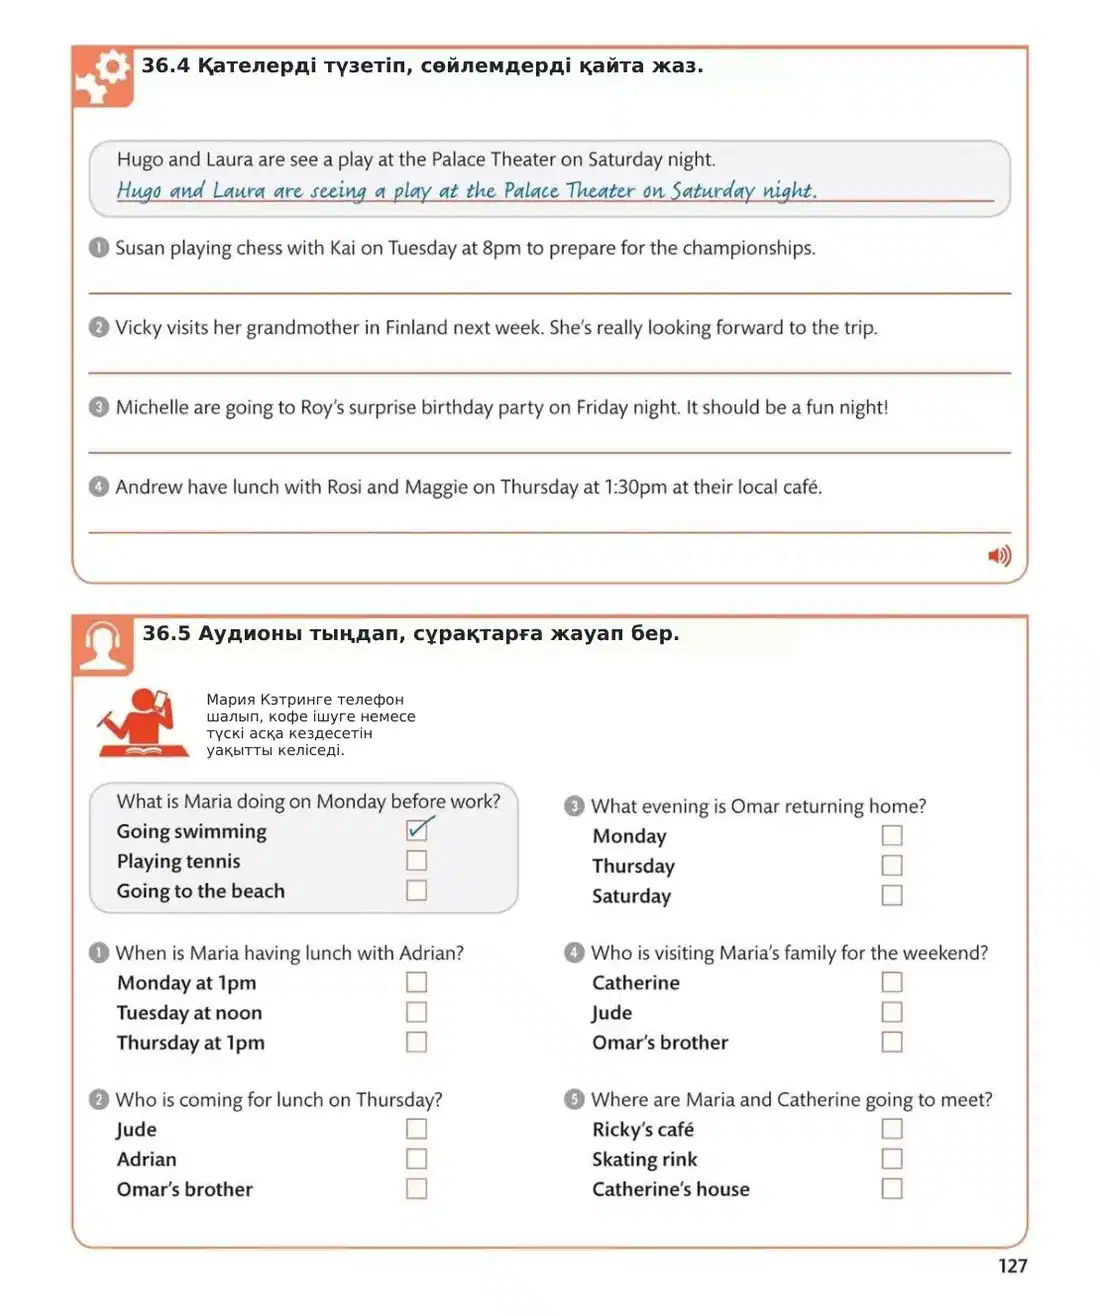 36.4 Қателерді түзетіп, сөйлемдерді қайта жаз.
Hugo and Laura are see a play at the Palace Theater on Saturday night.
Hugo and Laura are seeing a play at the Palace Theater on Saturday night.
1 Susan playing chess with Kai on Tuesday at 8pm to prepare for the championships.
2 Vicky visits her grandmother in Finland next week. She's really looking forward to the trip.
3 Michelle are going to Roy's surprise birthday party on Friday night. It should be a fun night!
4 Andrew have lunch with Rosi and Maggie on Thursday at 1:30pm at their local café.
36.5 Аудионы тыңдап, сұрақтарға жауап бер.
Мария Кэтринге телефон
шалып, кофе ішуге немесе
түскі асқа кездесетін
уақытты келіседі.
What is Maria doing on Monday before work?
Going swimming
Playing tennis
Going to the beach
1 When is Maria having lunch with Adrian?
Monday at 1pm
Tuesday at noon
Thursday at 1pm
2 Who is coming for lunch on Thursday?
Jude
Adrian
Omar's brother
3 What evening is Omar returning home?
Monday
Thursday
Saturday
4 Who is visiting Maria's family for the weekend?
Catherine
Jude
Omar's brother
5 Where are Maria and Catherine going to meet?
Ricky's café
Skating rink
Catherine's house
127